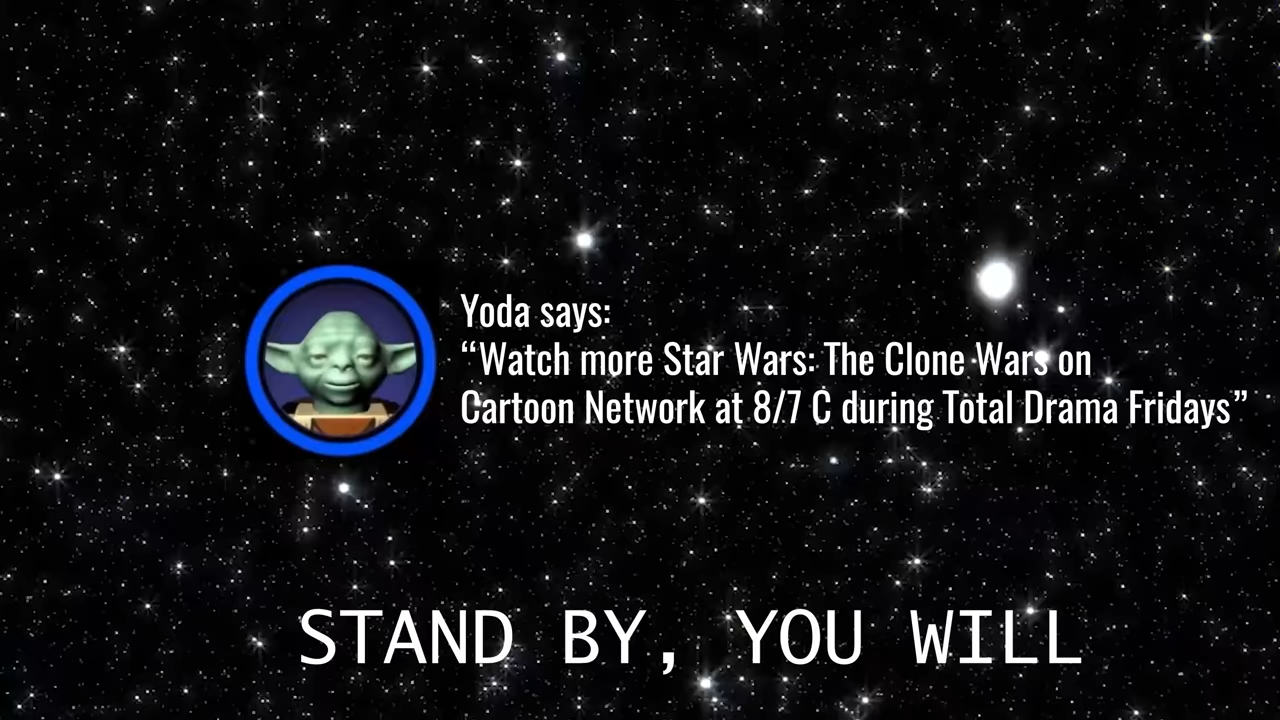 Yoda says:
“Watch more Star Wars: The Clone Wars on
Cartoon Network at 8/7 C during Total Drama Fridays”
STAND BY, YOU WILL